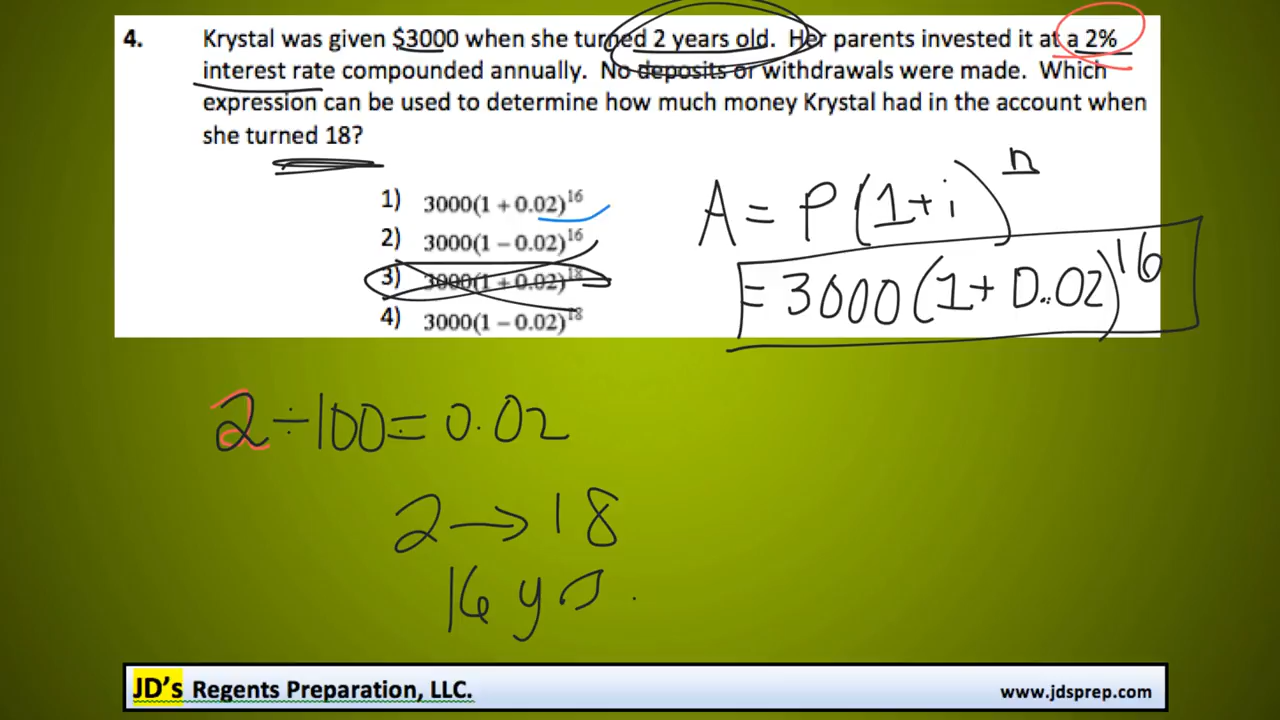 4. Krystal was given $3000 when she turned 2 years old. Her parents invested it at a 2%
interest rate compounded annually. No deposits or withdrawals were made. Which
expression can be used to determine how much money Krystal had in the account when
she turned 18?
1) 3000(1 + 0.02)^16
2) 3000(1 − 0.02)^16
3) 3000(1 + 0.02)^18
4) 3000(1 − 0.02)^18
A = P(1+i)^n
= 3000(1+0.02)^16
2 ÷ 100 = 0.02
2 → 18
16
JD's Regents Preparation, LLC.
www.jdsprep.com